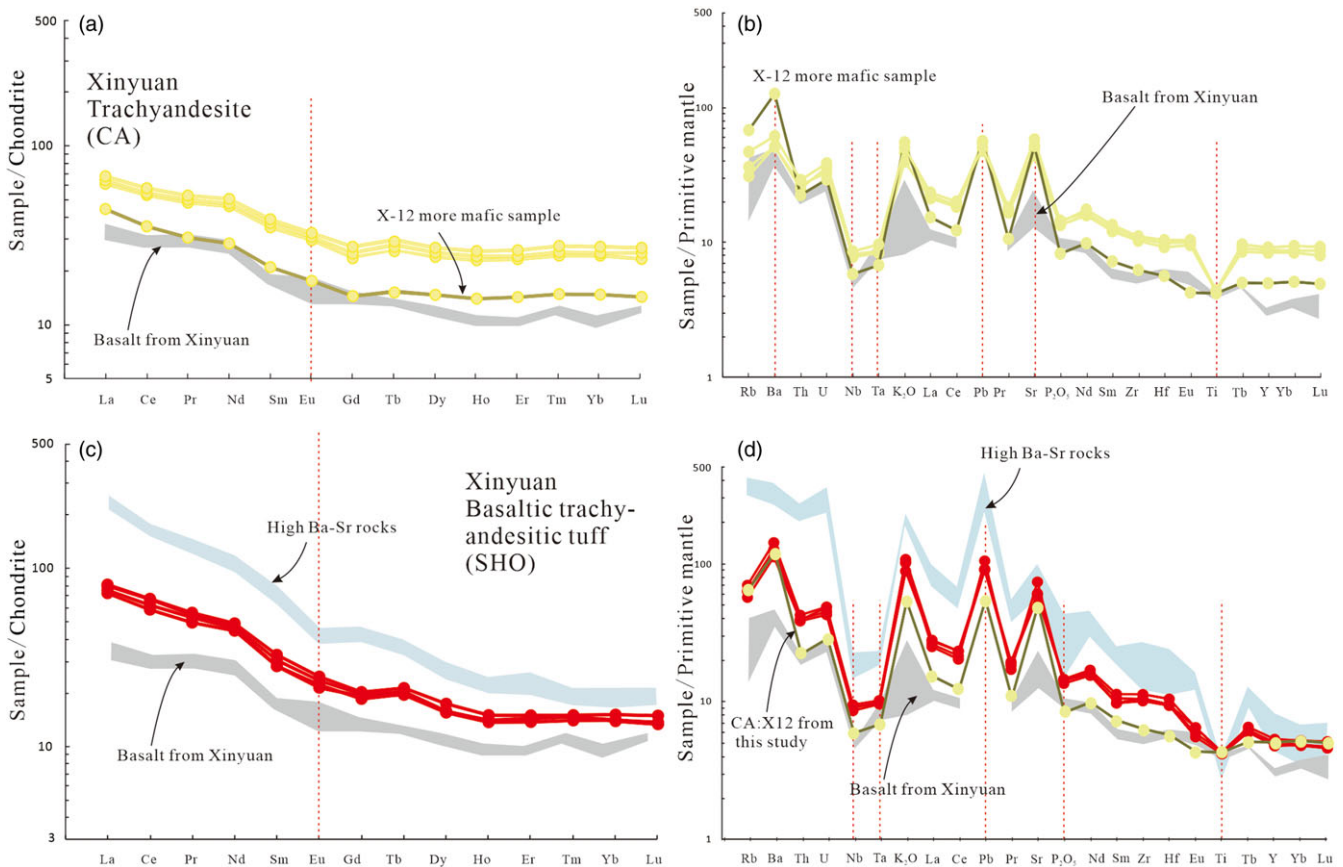 (a)
500
100
10
5
Sample/Chondrite
Xinyuan
Trachyandesite
(CA)
X-12 more mafic sample
Basalt from Xinyuan
La Ce Pr Nd Sm Eu Gd Tb Dy Ho Er Tm Yb Lu
(b)
500
100
10
1
Sample/Primitive mantle
X-12 more mafic sample
Basalt from Xinyuan
Rb Ba Th U Nb Ta K₂O La Ce Pb Pr Sr P₂O₅ Nd Sm Zr Hf Eu Ti Tb Y Yb Lu
(c)
500
100
10
3
Sample/Chondrite
Xinyuan
Basaltic trachy-
andesitic tuff
(SHO)
High Ba-Sr rocks
Basalt from Xinyuan
La Ce Pr Nd Sm Eu Gd Tb Dy Ho Er Tm Yb Lu
(d)
500
100
10
1
Sample/Primitive mantle
High Ba-Sr rocks
CA:X12 from
this study
Basalt from Xinyuan
Rb Ba Th U Nb Ta K₂O La Ce Pb Pr Sr P₂O₅ Nd Sm Zr Hf Eu Ti Tb Y Yb Lu